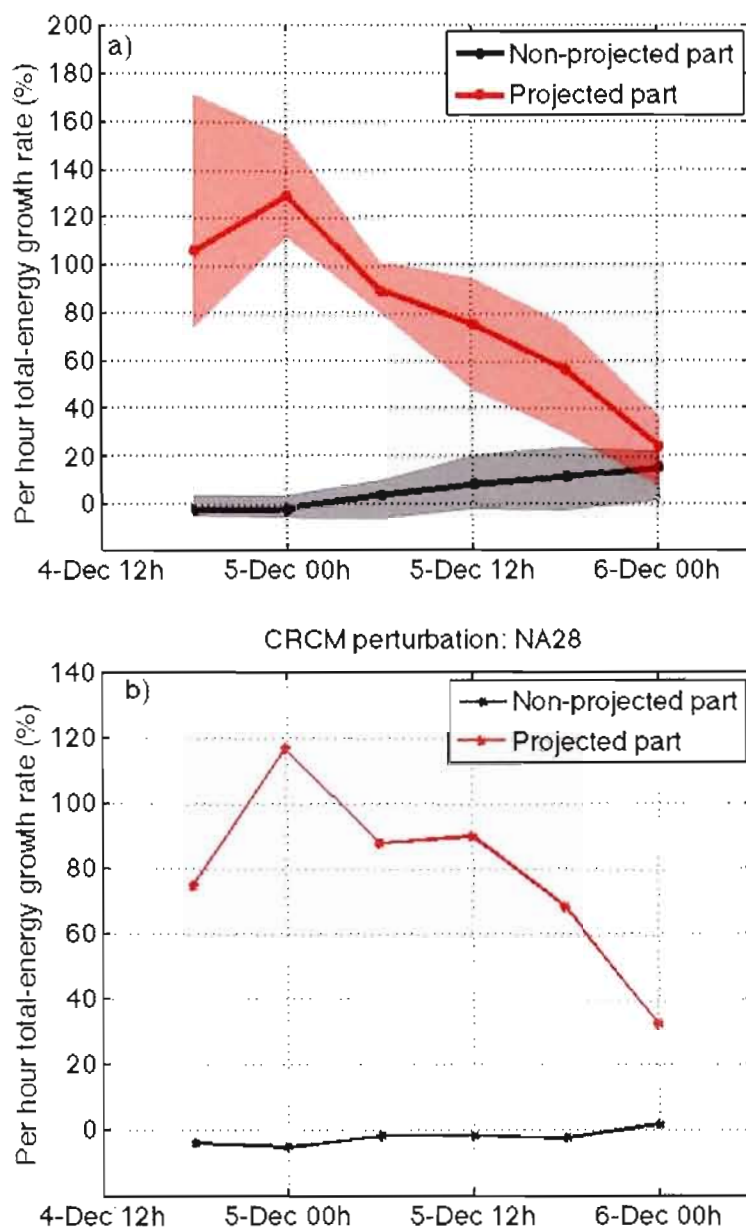 a)
Non-projected part
Projected part
Per hour total-energy growth rate (%)
200
180
160
140
120
100
80
60
40
20
0
4-Dec 12h 5-Dec 00h 5-Dec 12h 6-Dec 00h
CRCM perturbation: NA28
b)
Non-projected part
Projected part
Per hour total-energy growth rate (%)
140
120
100
80
60
40
20
0
4-Dec 12h 5-Dec 00h 5-Dec 12h 6-Dec 00h